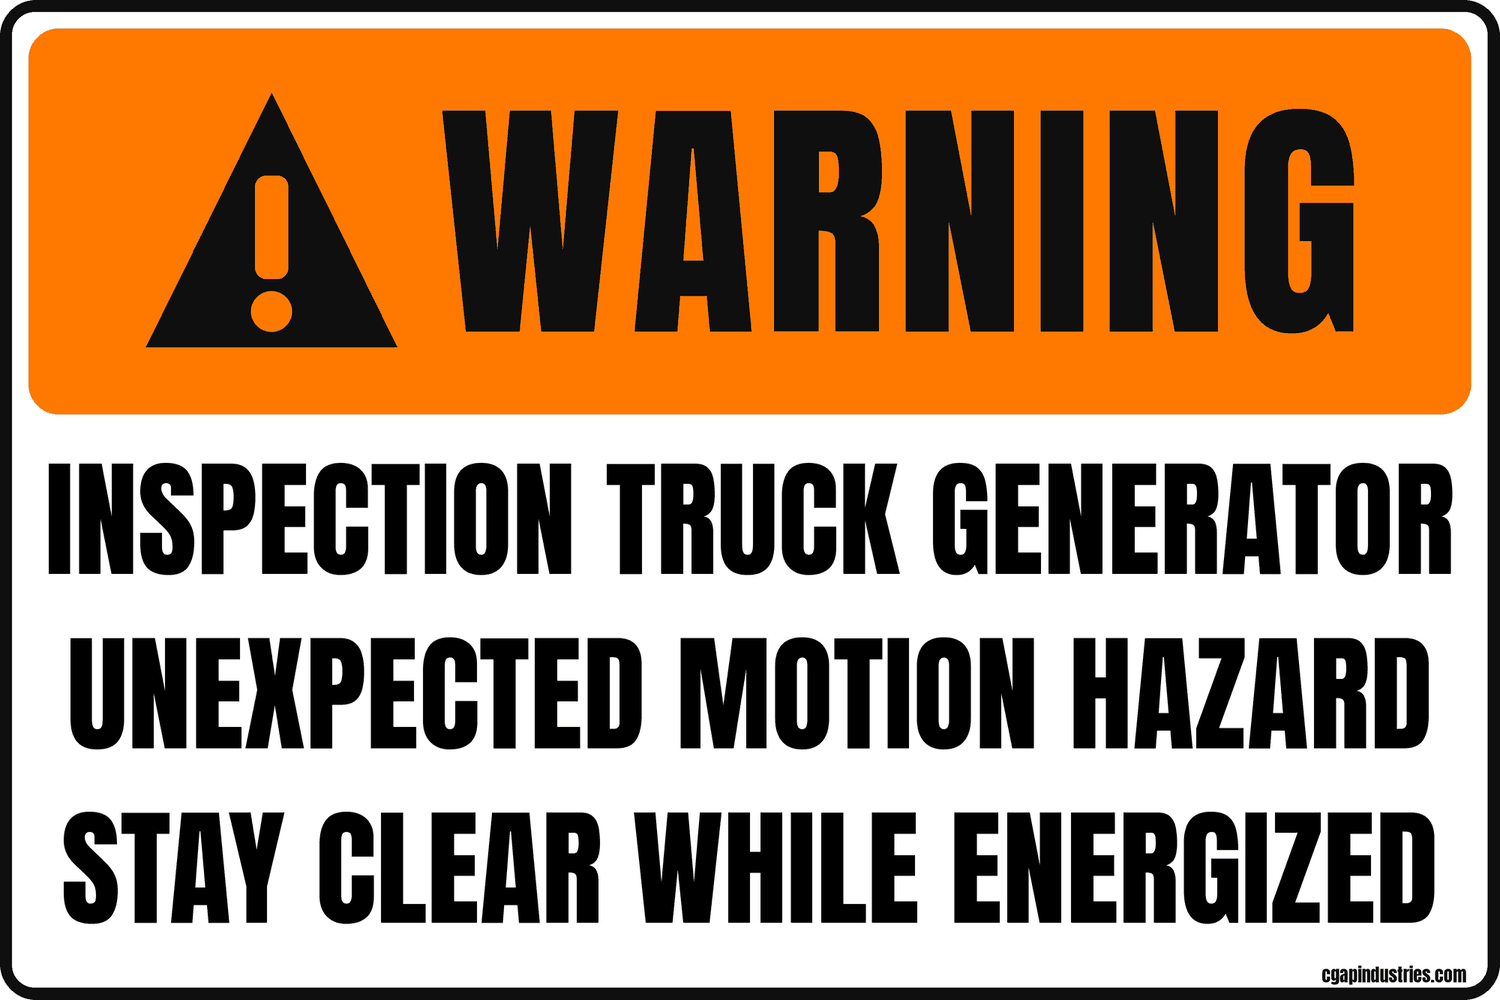 WARNING
INSPECTION TRUCK GENERATOR
UNEXPECTED MOTION HAZARD
STAY CLEAR WHILE ENERGIZED
cgapindustries.com